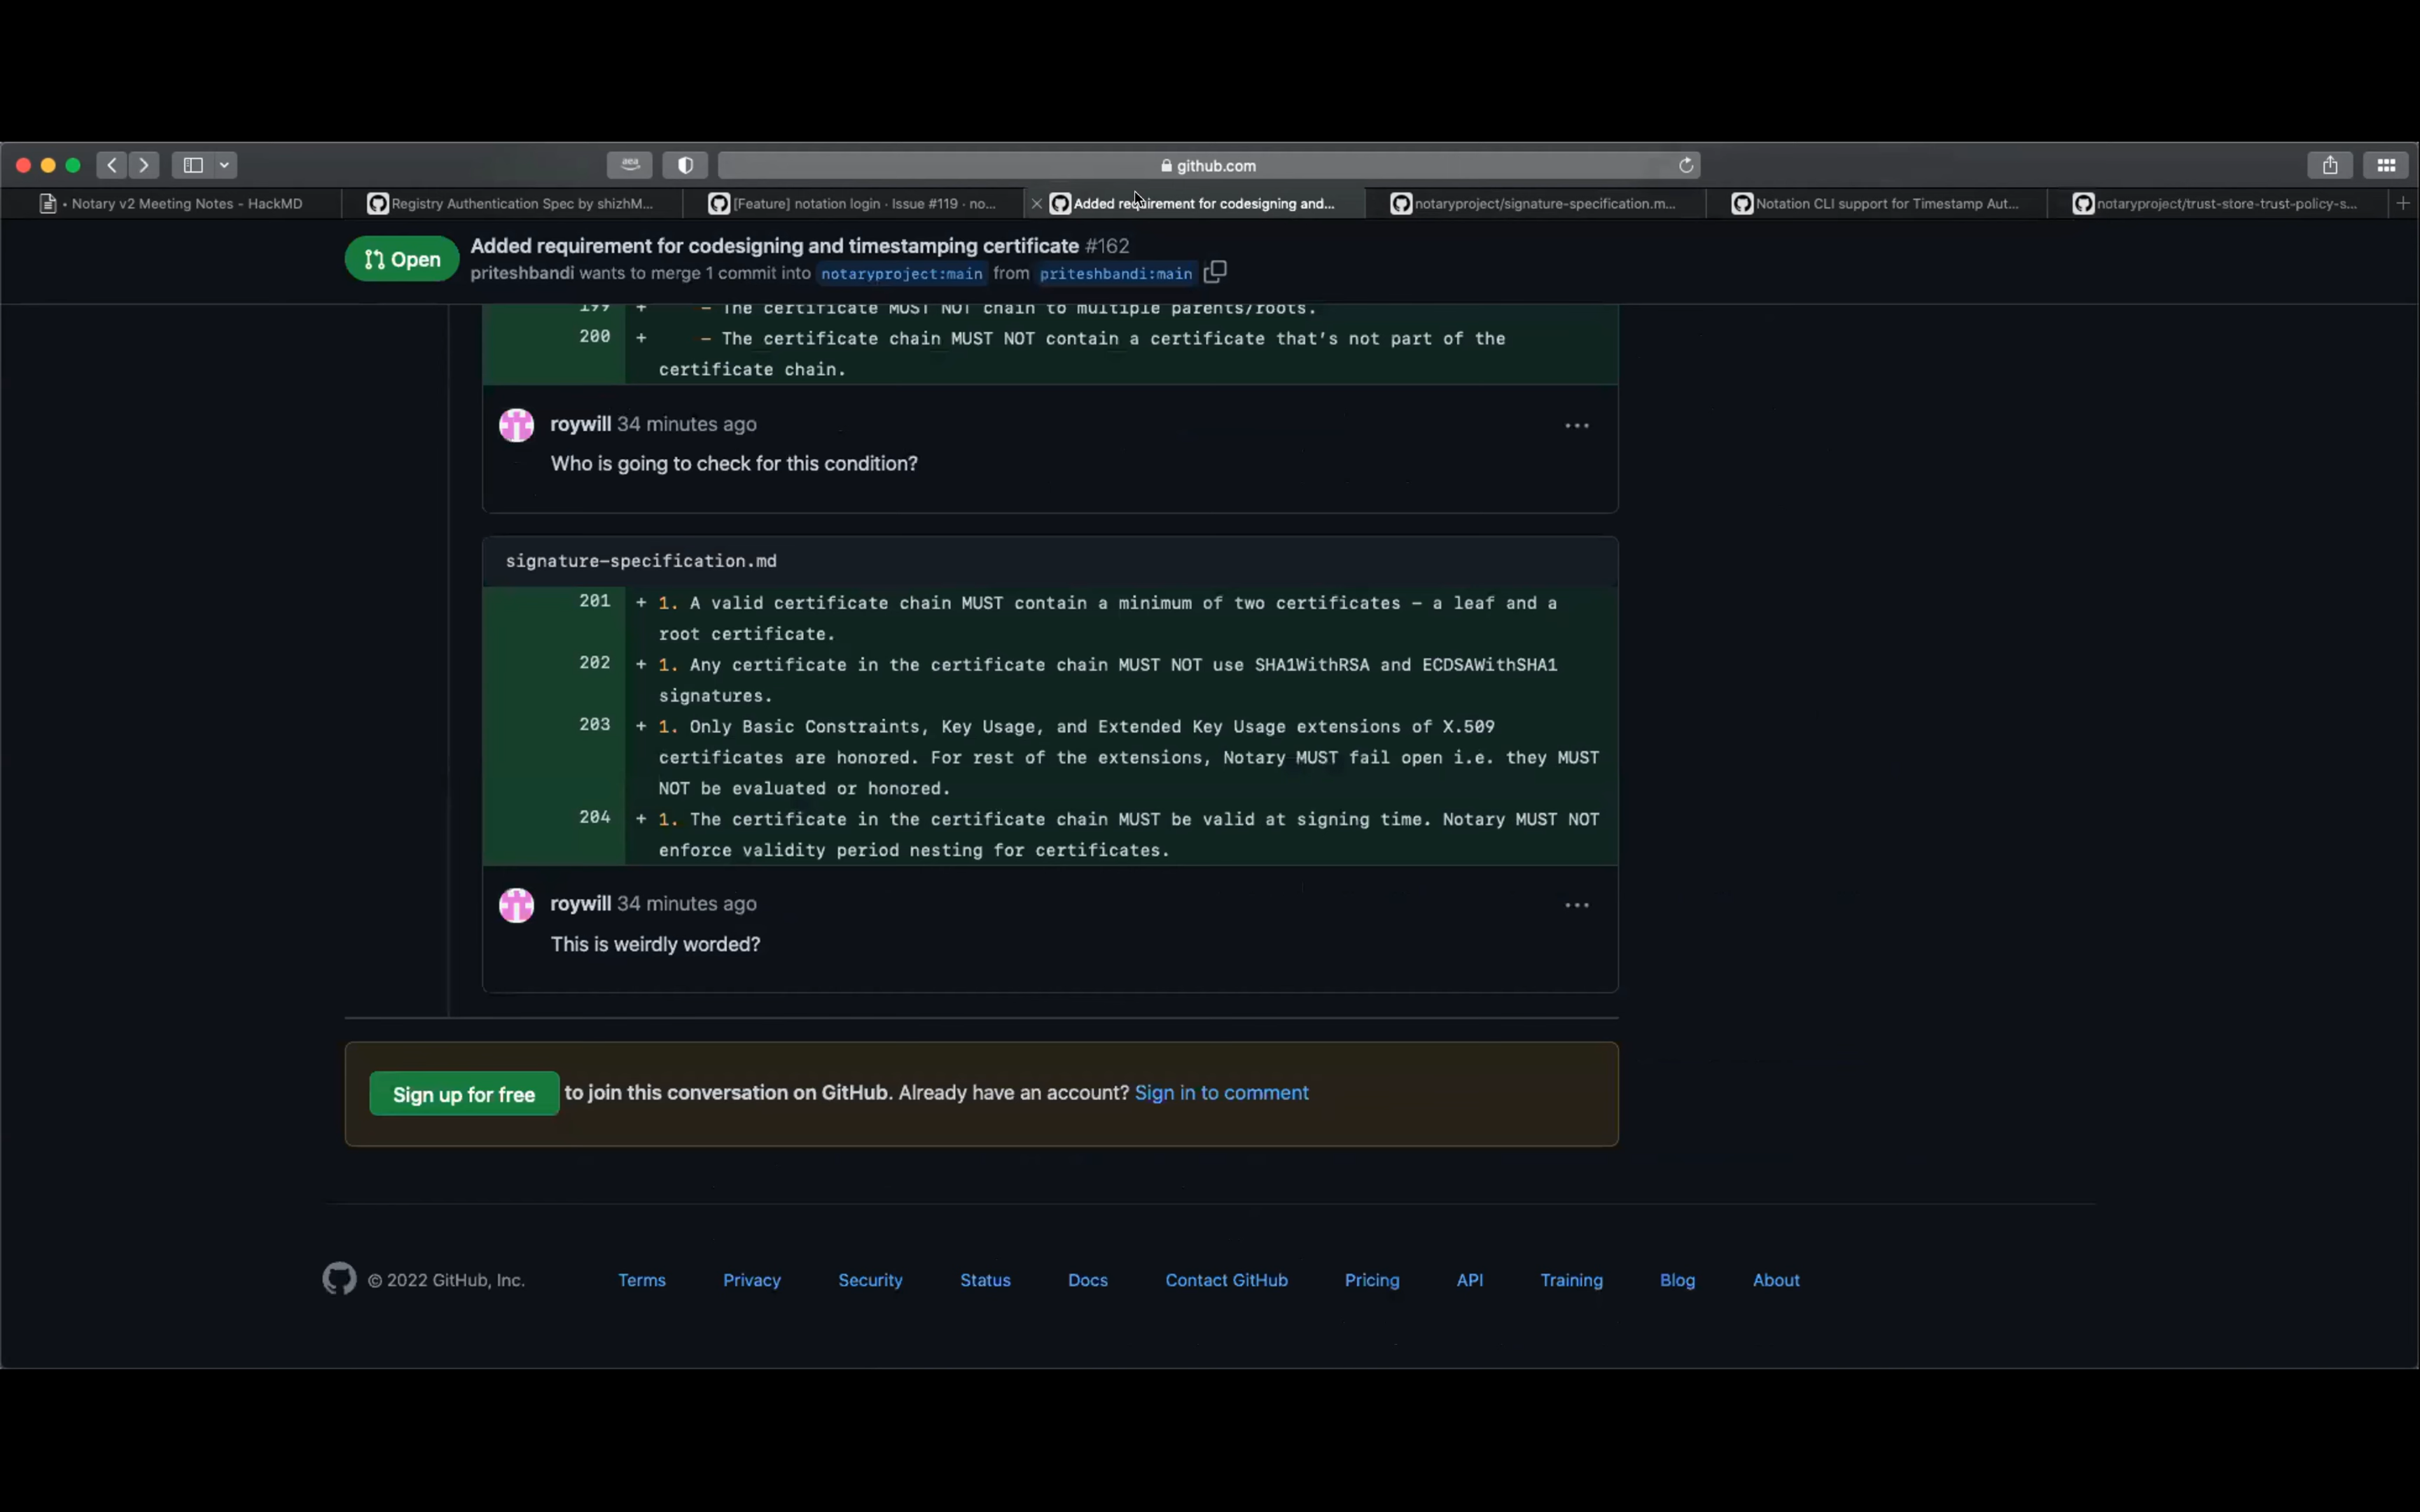 aea
github.com
• Notary v2 Meeting Notes - HackMD
Registry Authentication Spec by shizhM...
[Feature] notation login · Issue #119 · no...
Added requirement for codesigning and...
notaryproject/signature-specification.m...
Notation CLI support for Timestamp Aut...
notaryproject/trust-store-trust-policy-s...
Open
Added requirement for codesigning and timestamping certificate #162
priteshbandi wants to merge 1 commit into notaryproject:main from priteshbandi:main
199 + – The certificate MUST NOT chain to multiple parents/roots.
200 + – The certificate chain MUST NOT contain a certificate that's not part of the
certificate chain.
roywill 34 minutes ago
Who is going to check for this condition?
signature-specification.md
201 + 1. A valid certificate chain MUST contain a minimum of two certificates – a leaf and a
root certificate.
202 + 1. Any certificate in the certificate chain MUST NOT use SHA1WithRSA and ECDSAWithSHA1
signatures.
203 + 1. Only Basic Constraints, Key Usage, and Extended Key Usage extensions of X.509
certificates are honored. For rest of the extensions, Notary MUST fail open i.e. they MUST
NOT be evaluated or honored.
204 + 1. The certificate in the certificate chain MUST be valid at signing time. Notary MUST NOT
enforce validity period nesting for certificates.
roywill 34 minutes ago
This is weirdly worded?
Sign up for free to join this conversation on GitHub. Already have an account? Sign in to comment
© 2022 GitHub, Inc.
Terms
Privacy
Security
Status
Docs
Contact GitHub
Pricing
API
Training
Blog
About